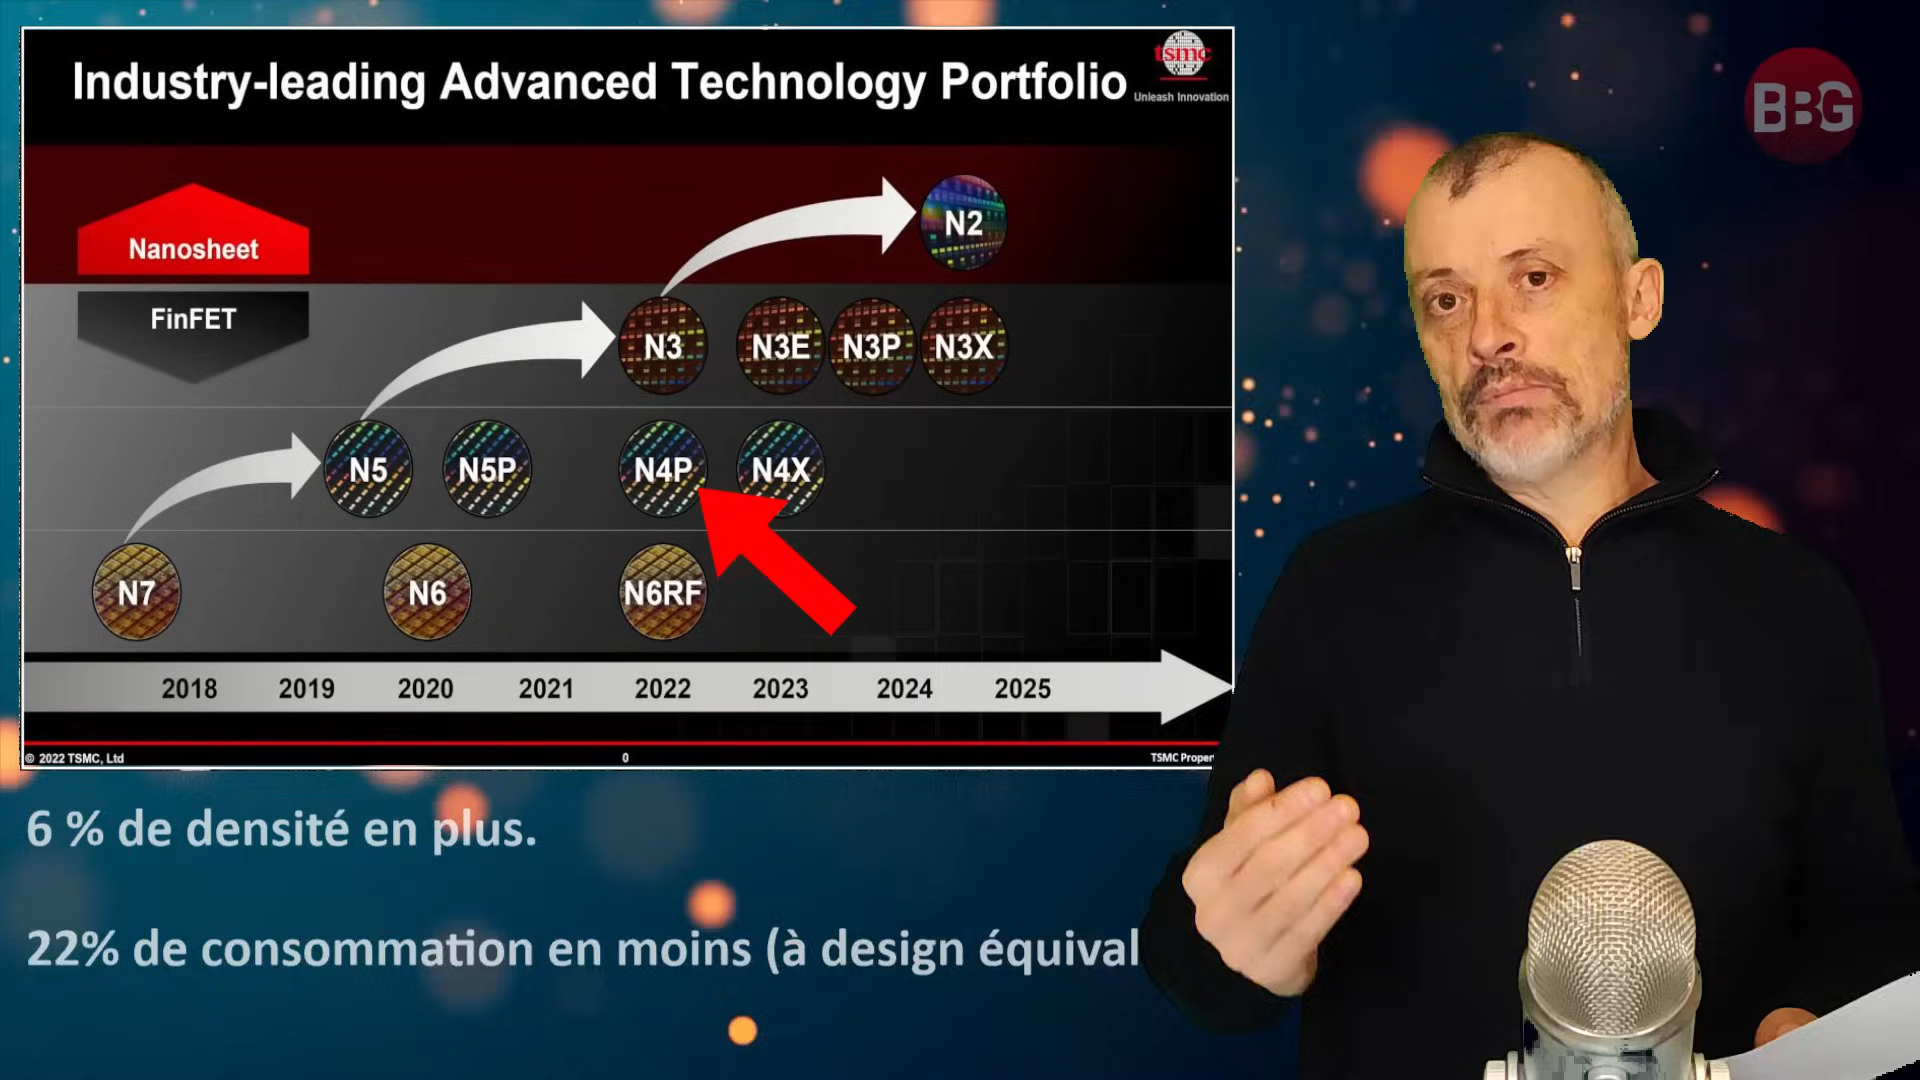 Industry-leading Advanced Technology Portfolio
tsmc
Unleash Innovation
BBG
Nanosheet
FinFET
N2
N3
N3E
N3P
N3X
N5
N5P
N4P
N4X
N7
N6
N6RF
2018
2019
2020
2021
2022
2023
2024
2025
© 2022 TSMC, Ltd
0
TSMC Proper
6 % de densité en plus.
22% de consommation en moins (à design équival